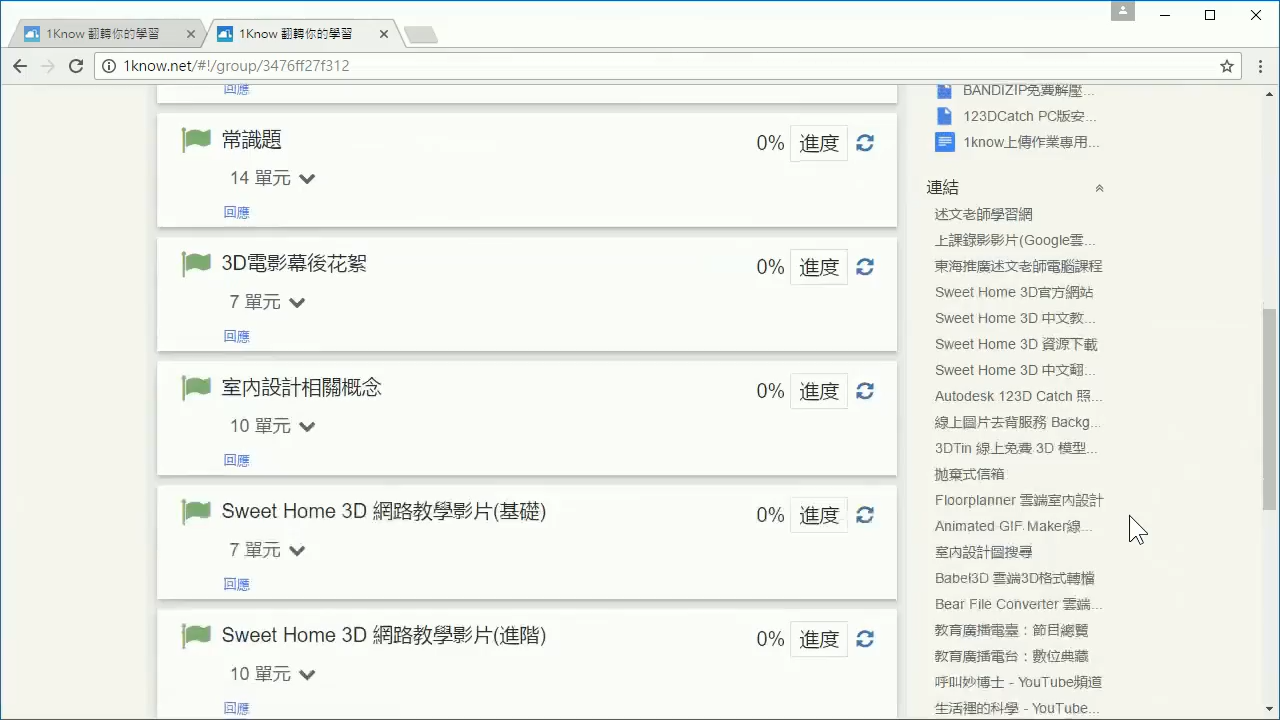 1Know 翻轉你的學習
1Know 翻轉你的學習
1know.net/#!/group/3476ff27f312
回應
常識題
0% 進度
14 單元
回應
3D電影幕後花絮
0% 進度
7 單元
回應
室內設計相關概念
0% 進度
10 單元
回應
Sweet Home 3D 網路教學影片(基礎)
0% 進度
7 單元
回應
Sweet Home 3D 網路教學影片(進階)
0% 進度
10 單元
回應
BANDIZIP免費解壓...
123DCatch PC版安...
1know上傳作業專用...
連結
述文老師學習網
上課錄影影片(Google雲...
東海推廣述文老師電腦課程
Sweet Home 3D官方網站
Sweet Home 3D 中文教...
Sweet Home 3D 資源下載
Sweet Home 3D 中文翻...
Autodesk 123D Catch 照...
線上圖片去背服務 Backg...
3DTin 線上免費 3D 模型...
拋棄式信箱
Floorplanner 雲端室內設計
Animated GIF Maker線...
室內設計圖搜尋
Babel3D 雲端3D格式轉檔
Bear File Converter 雲端...
教育廣播電臺：節目總覽
教育廣播電台：數位典藏
呼叫妙博士 - YouTube頻道
生活裡的科學 - YouTube...